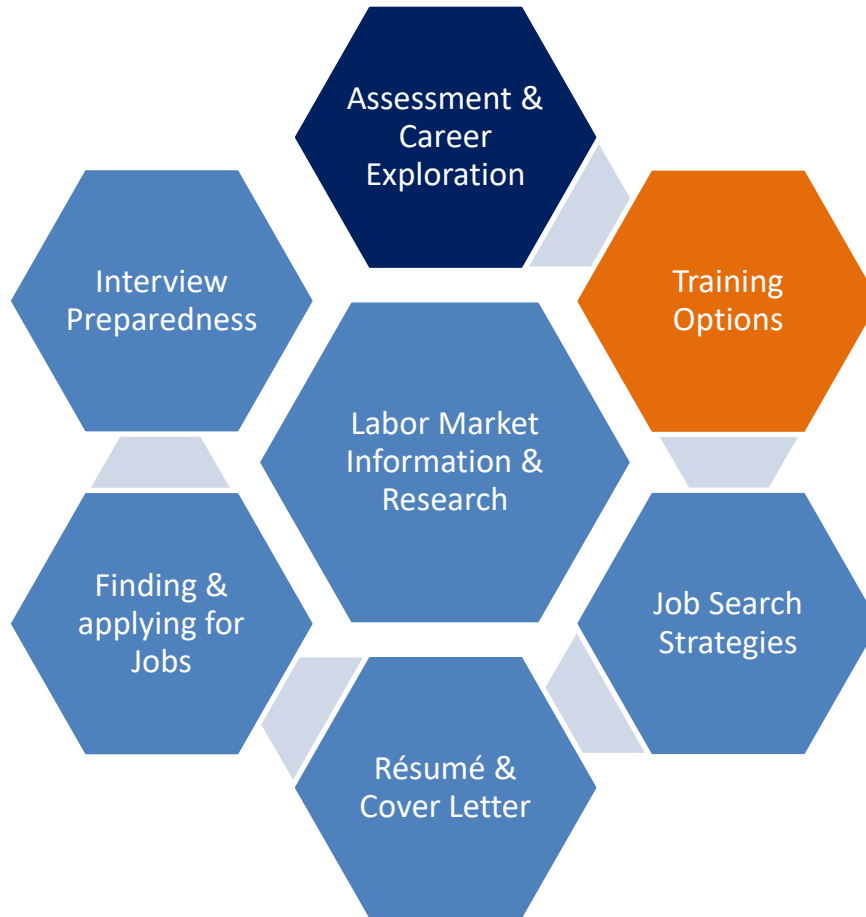 Assessment &
Career
Exploration
Training
Options
Job Search
Strategies
Résumé &
Cover Letter
Finding &
applying for
Jobs
Interview
Preparedness
Labor Market
Information &
Research